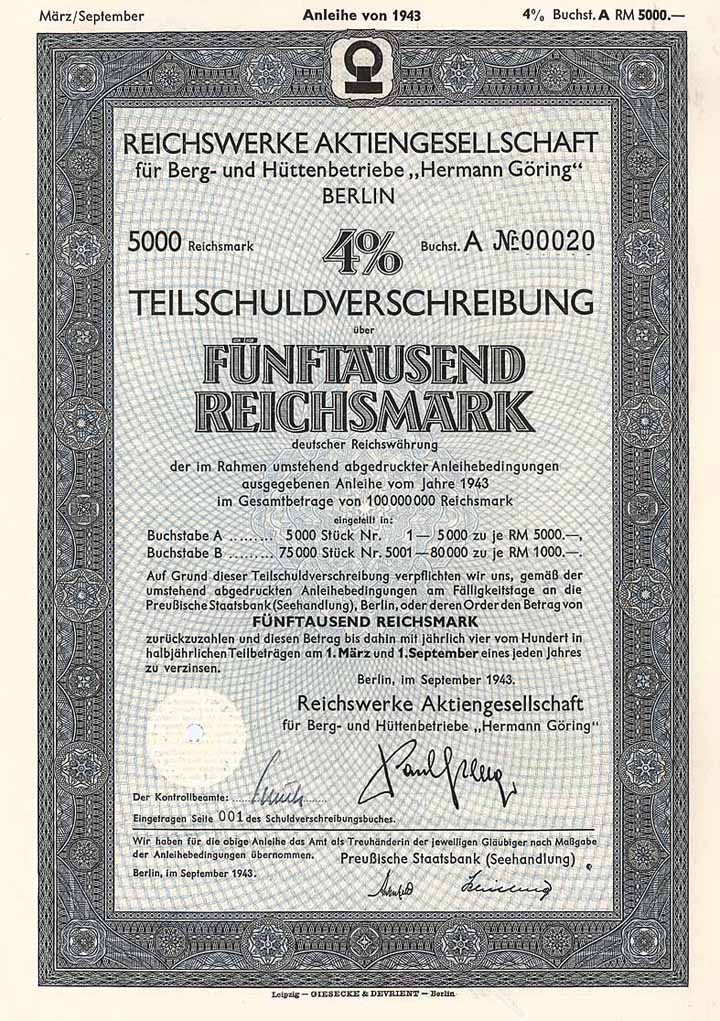 März/September Anleihe von 1943 4% Buchst. A RM 5000.—
REICHSWERKE AKTIENGESELLSCHAFT
für Berg- und Hüttenbetriebe „Hermann Göring"
BERLIN
5000 Reichsmark 4% Buchst. A № 00020
TEILSCHULDVERSCHREIBUNG
über
FÜNFTAUSEND
REICHSMARK
deutscher Reichswährung
der im Rahmen umstehend abgedruckter Anleihebedingungen
ausgegebenen Anleihe vom Jahre 1943
im Gesamtbetrage von 100 000 000 Reichsmark
eingeteilt in:
Buchstabe A ......... 5 000 Stück Nr. 1— 5000 zu je RM 5000.—,
Buchstabe B ......... 75 000 Stück Nr. 5001—80000 zu je RM 1000.—.
Auf Grund dieser Teilschuldverschreibung verpflichten wir uns, gemäß der
umstehend abgedruckten Anleihebedingungen am Fälligkeitstage an die
Preußische Staatsbank (Seehandlung), Berlin, oder deren Order den Betrag von
FÜNFTAUSEND REICHSMARK
zurückzuzahlen und diesen Betrag bis dahin mit jährlich vier vom Hundert in
halbjährlichen Teilbeträgen am 1. März und 1. September eines jeden Jahres
zu verzinsen.
Berlin, im September 1943.
Reichswerke Aktiengesellschaft
für Berg- und Hüttenbetriebe „Hermann Göring"
Der Kontrollbeamte:
Eingetragen Seite 001 des Schuldverschreibungsbuches.
Wir haben für die obige Anleihe das Amt als Treuhänderin der jeweiligen Gläubiger nach Maßgabe
der Anleihebedingungen übernommen. Preußische Staatsbank (Seehandlung)
Berlin, im September 1943.
Leipzig — GIESECKE & DEVRIENT — Berlin